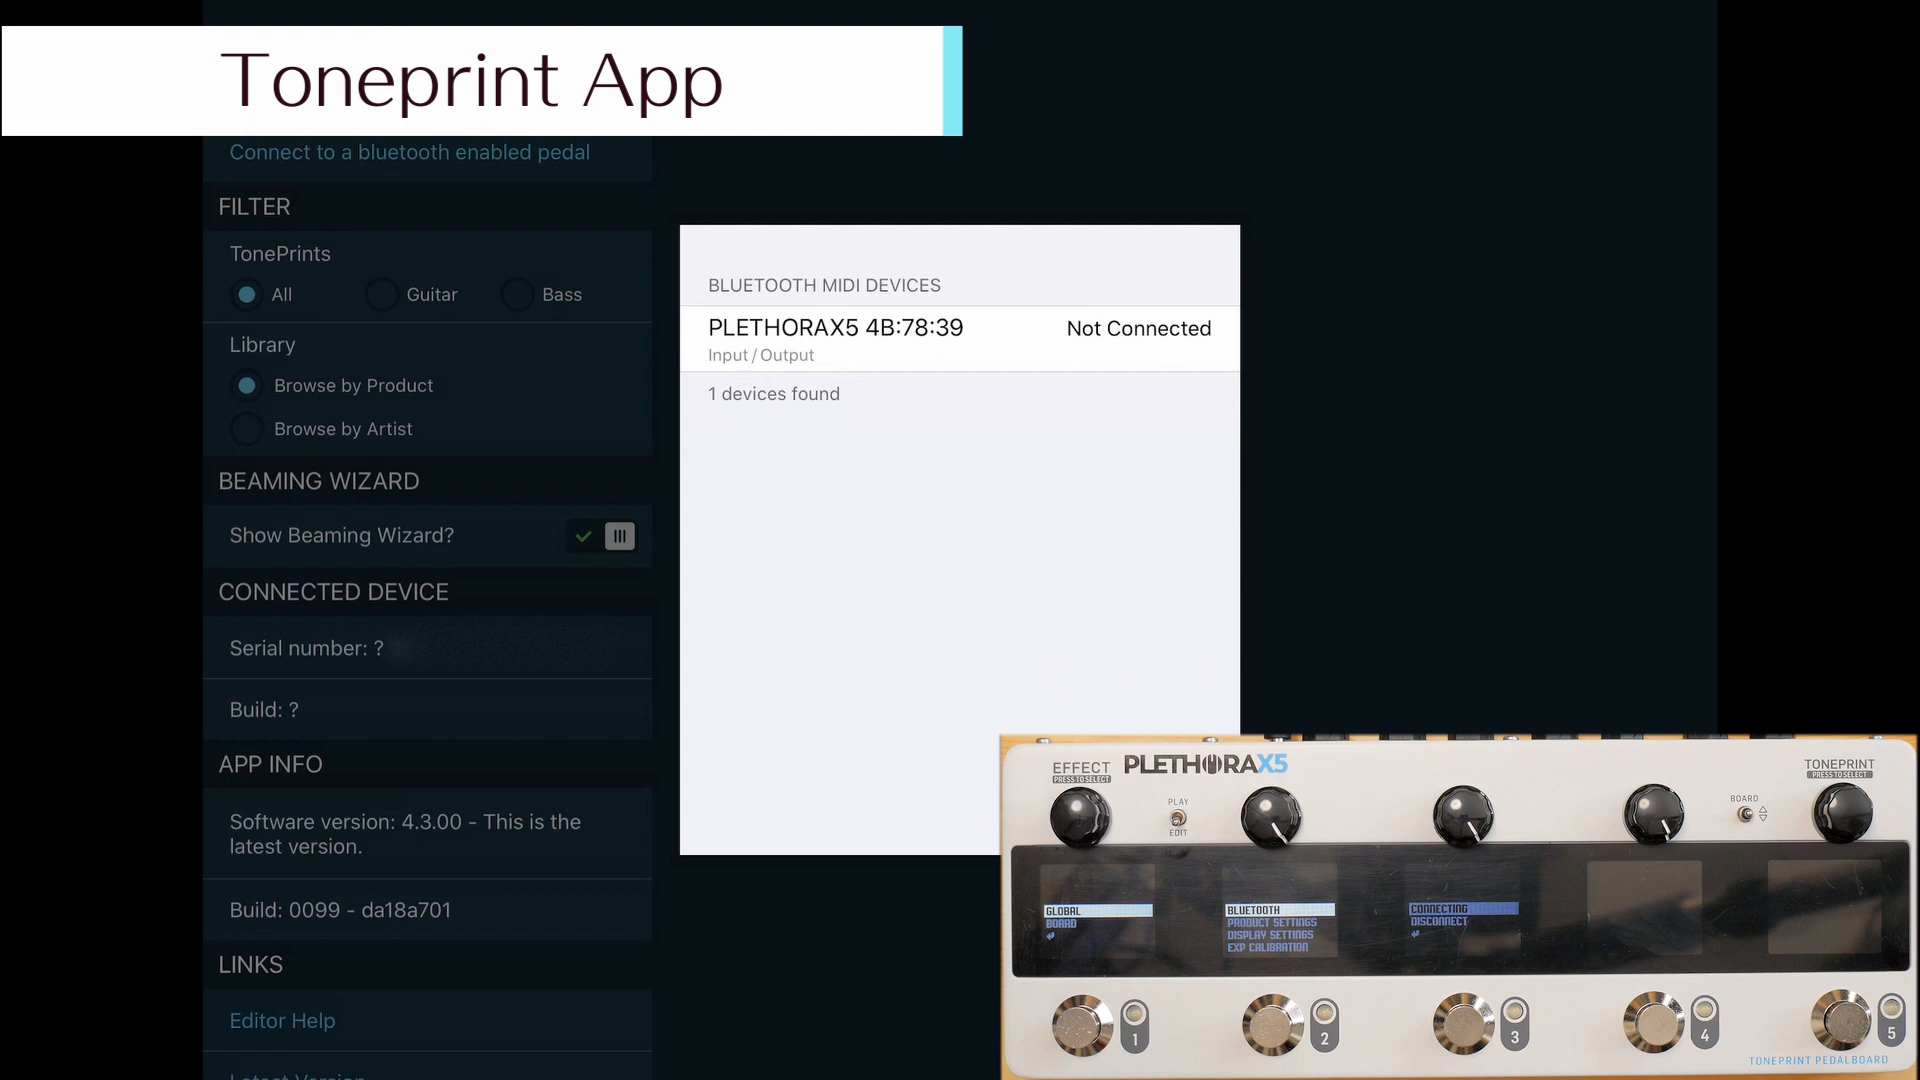 Toneprint App
Connect to a bluetooth enabled pedal
FILTER
TonePrints
All
Guitar
Bass
Library
Browse by Product
Browse by Artist
BEAMING WIZARD
Show Beaming Wizard?
CONNECTED DEVICE
Serial number: ?
Build: ?
APP INFO
Software version: 4.3.00 - This is the
latest version.
Build: 0099 - da18a701
LINKS
Editor Help
Latest Version
BLUETOOTH MIDI DEVICES
PLETHORAX5 4B:78:39
Not Connected
Input / Output
1 devices found
EFFECT
PRESS TO SELECT
PLETHORAX5
PLAY
EDIT
BOARD
TONEPRINT
PRESS TO SELECT
GLOBAL
BOARD
BLUETOOTH
PRODUCT SETTINGS
DISPLAY SETTINGS
EXP CALIBRATION
CONNECTING
DISCONNECT
1
2
3
4
5
TONEPRINT PEDALBOARD